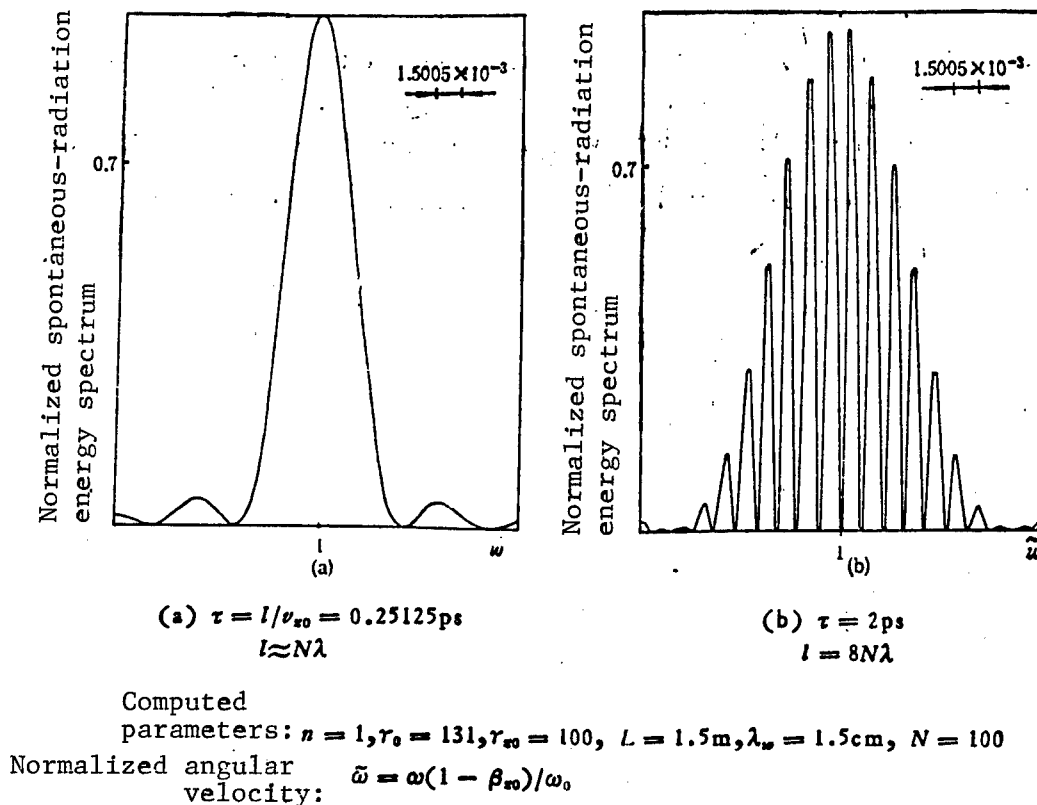 Normalized spontaneous-radiation
energy spectrum
0.7
1.5005×10⁻³
1
w
(a)
Normalized spontaneous-radiation
energy spectrum
0.7
1.5005×10⁻³
1
ω̃
(b)
(a) τ = l/v_z0 = 0.25125ps
l≈Nλ
(b) τ = 2ps
l = 8Nλ
Computed
parameters: n = 1, r₀ = 131, r_z0 = 100, L = 1.5m, λ_w = 1.5cm, N = 100
Normalized angular
velocity: ω̃ = ω(1 − β_z0)/ω₀